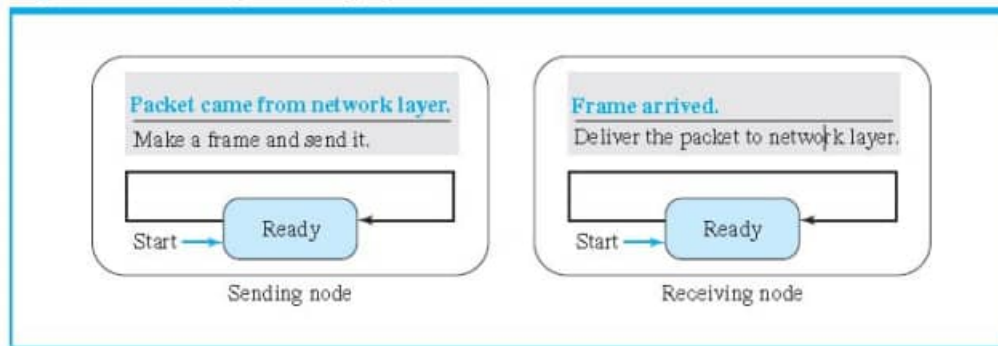 Packet came from network layer.
Make a frame and send it.
Ready
Start
Sending node
Frame arrived.
Deliver the packet to network layer.
Ready
Start
Receiving node